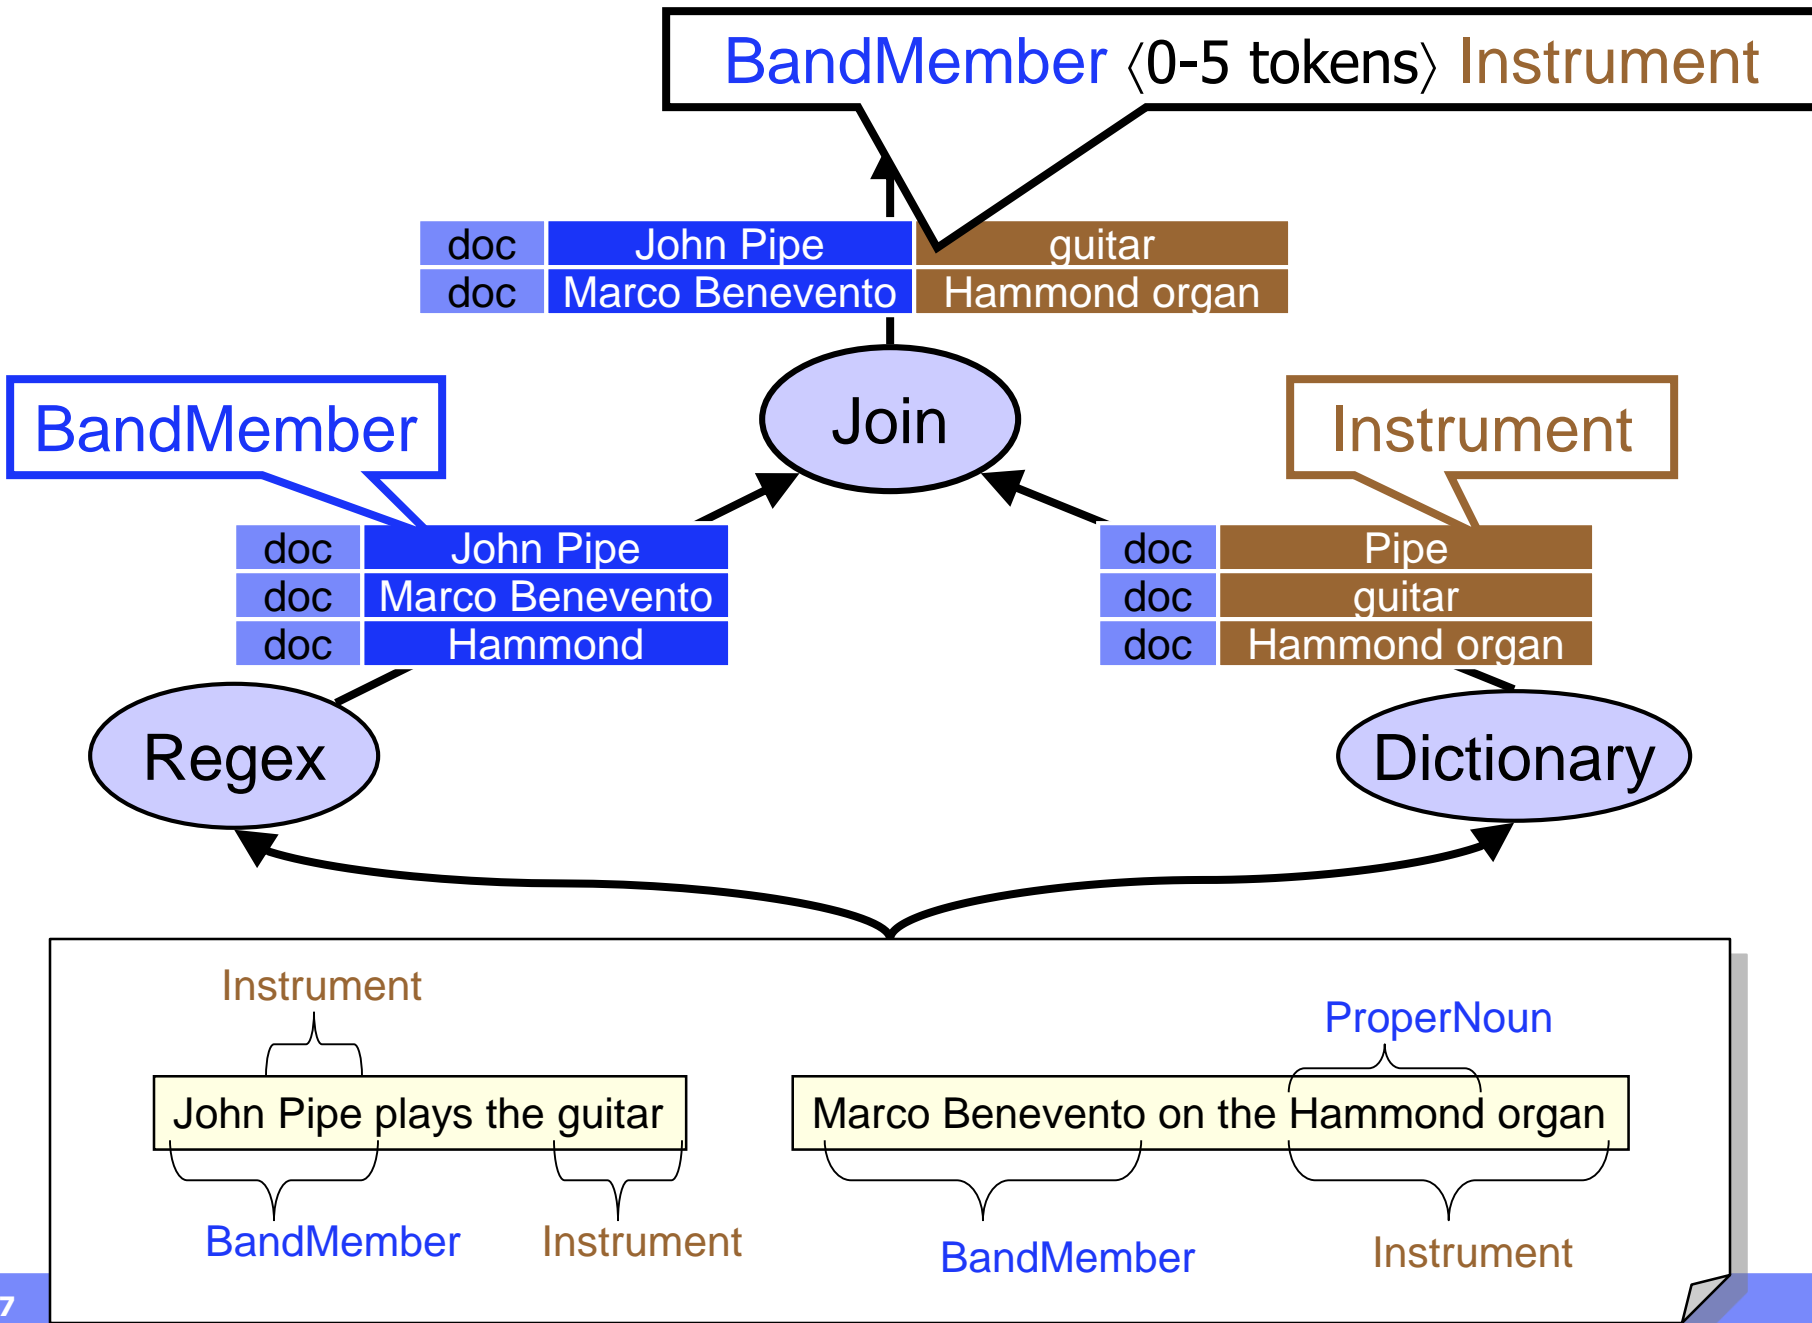 BandMember ⟨0-5 tokens⟩ Instrument
doc John Pipe guitar
doc Marco Benevento Hammond organ
Join
BandMember
Instrument
doc John Pipe
doc Marco Benevento
doc Hammond
doc Pipe
doc guitar
doc Hammond organ
Regex
Dictionary
Instrument
ProperNoun
John Pipe plays the guitar
Marco Benevento on the Hammond organ
BandMember
Instrument
BandMember
Instrument
7